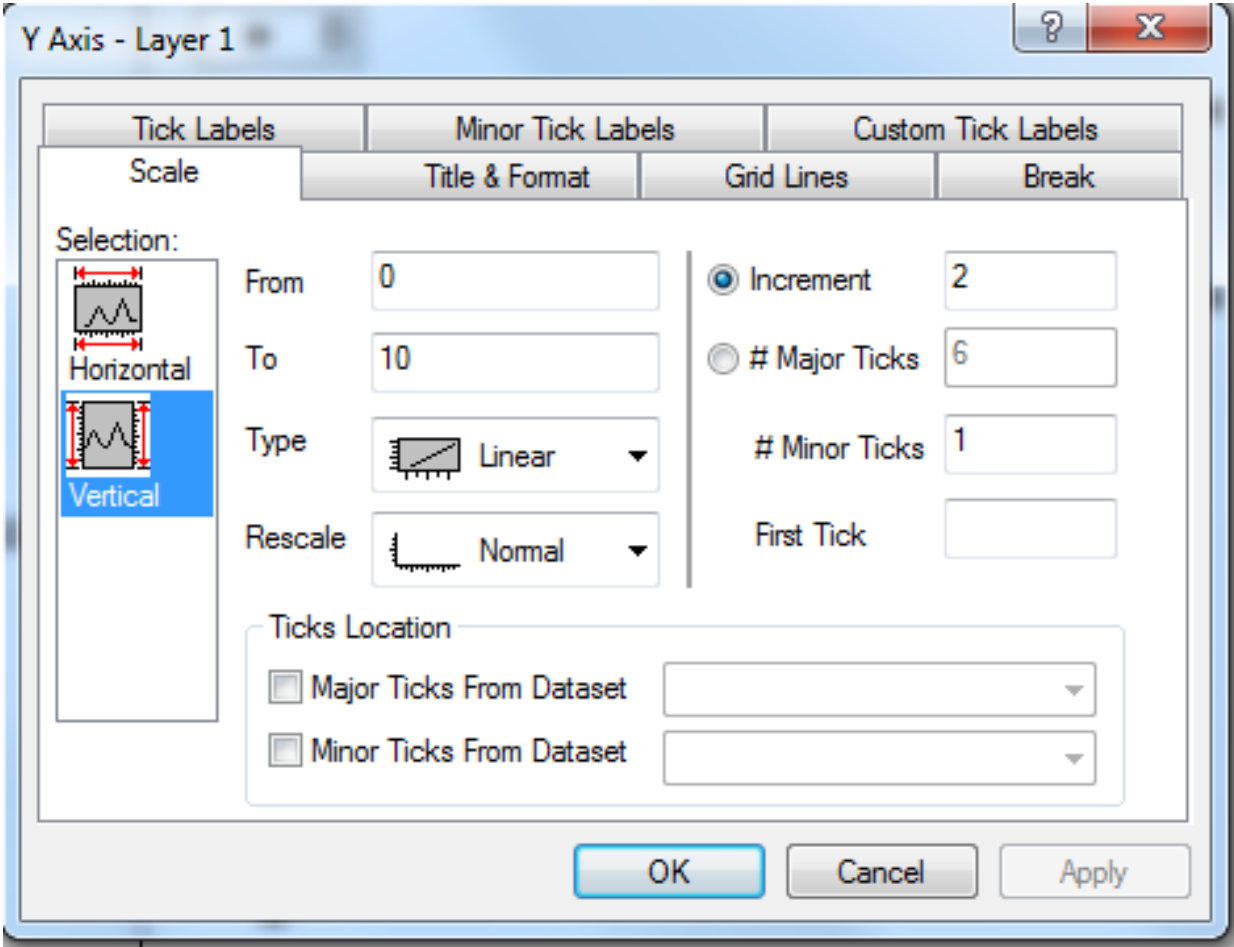 Y Axis - Layer 1
Tick Labels Minor Tick Labels Custom Tick Labels
Scale Title & Format Grid Lines Break
Selection:
Horizontal
Vertical
From 0
To 10
Type Linear
Rescale Normal
Increment 2
# Major Ticks 6
# Minor Ticks 1
First Tick
Ticks Location
Major Ticks From Dataset
Minor Ticks From Dataset
OK Cancel Apply